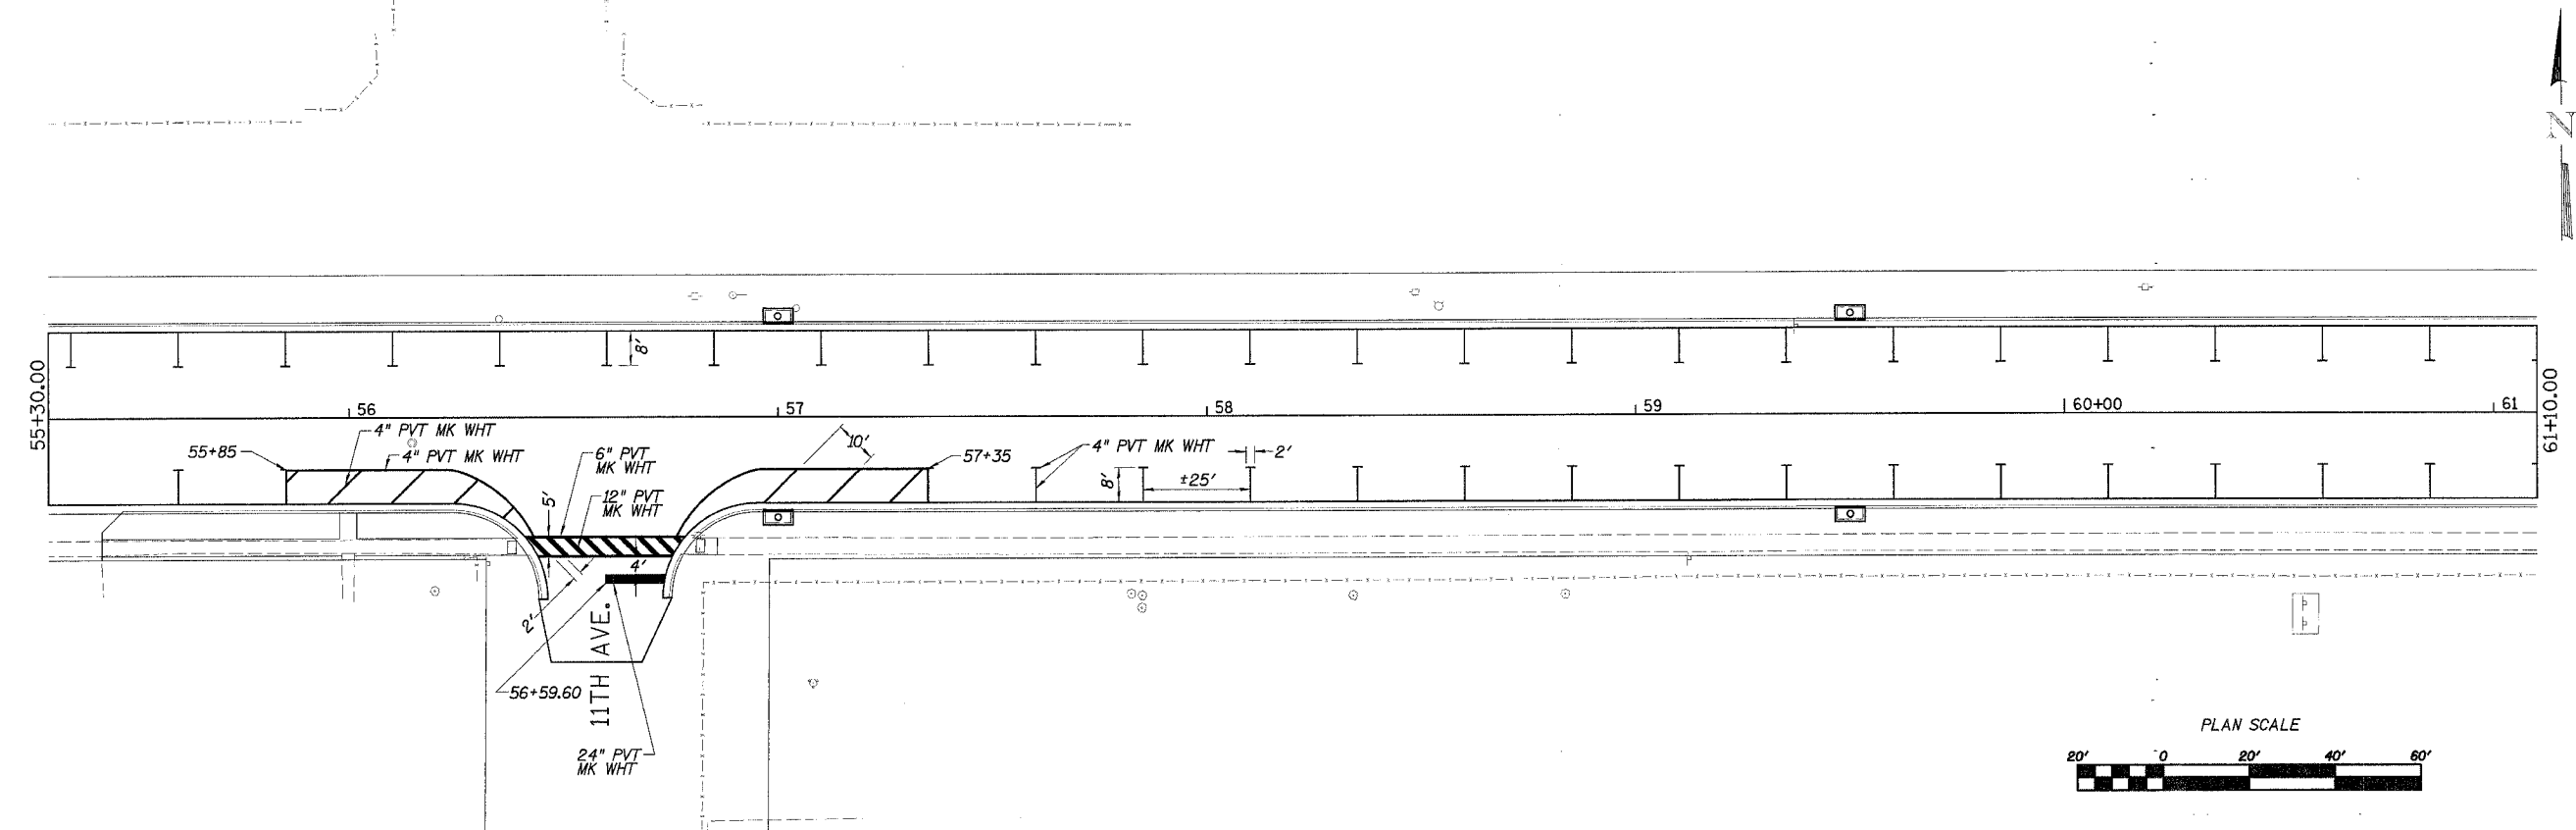 N
8'
55+30.00
56
57
58
59
60+00
61
61+10.00
4" PVT MK WHT
4" PVT MK WHT
55+85
6" PVT
MK WHT
12" PVT
MK WHT
5'
10'
57+35
4" PVT MK WHT
2'
8'
±25'
4'
2'
11TH AVE.
56+59.60
24" PVT
MK WHT
PLAN SCALE
20' 0 20' 40' 60'